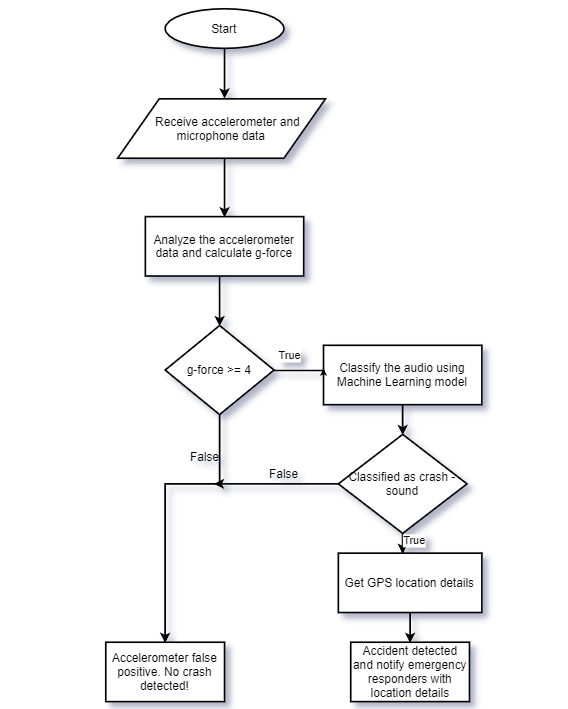 Start
Receive accelerometer and
microphone data
Analyze the accelerometer
data and calculate g-force
g-force >= 4
True
Classify the audio using
Machine Learning model
False
False
Classified as crash -
sound
True
Get GPS location details
Accelerometer false
positive. No crash
detected!
Accident detected
and notify emergency
responders with
location details